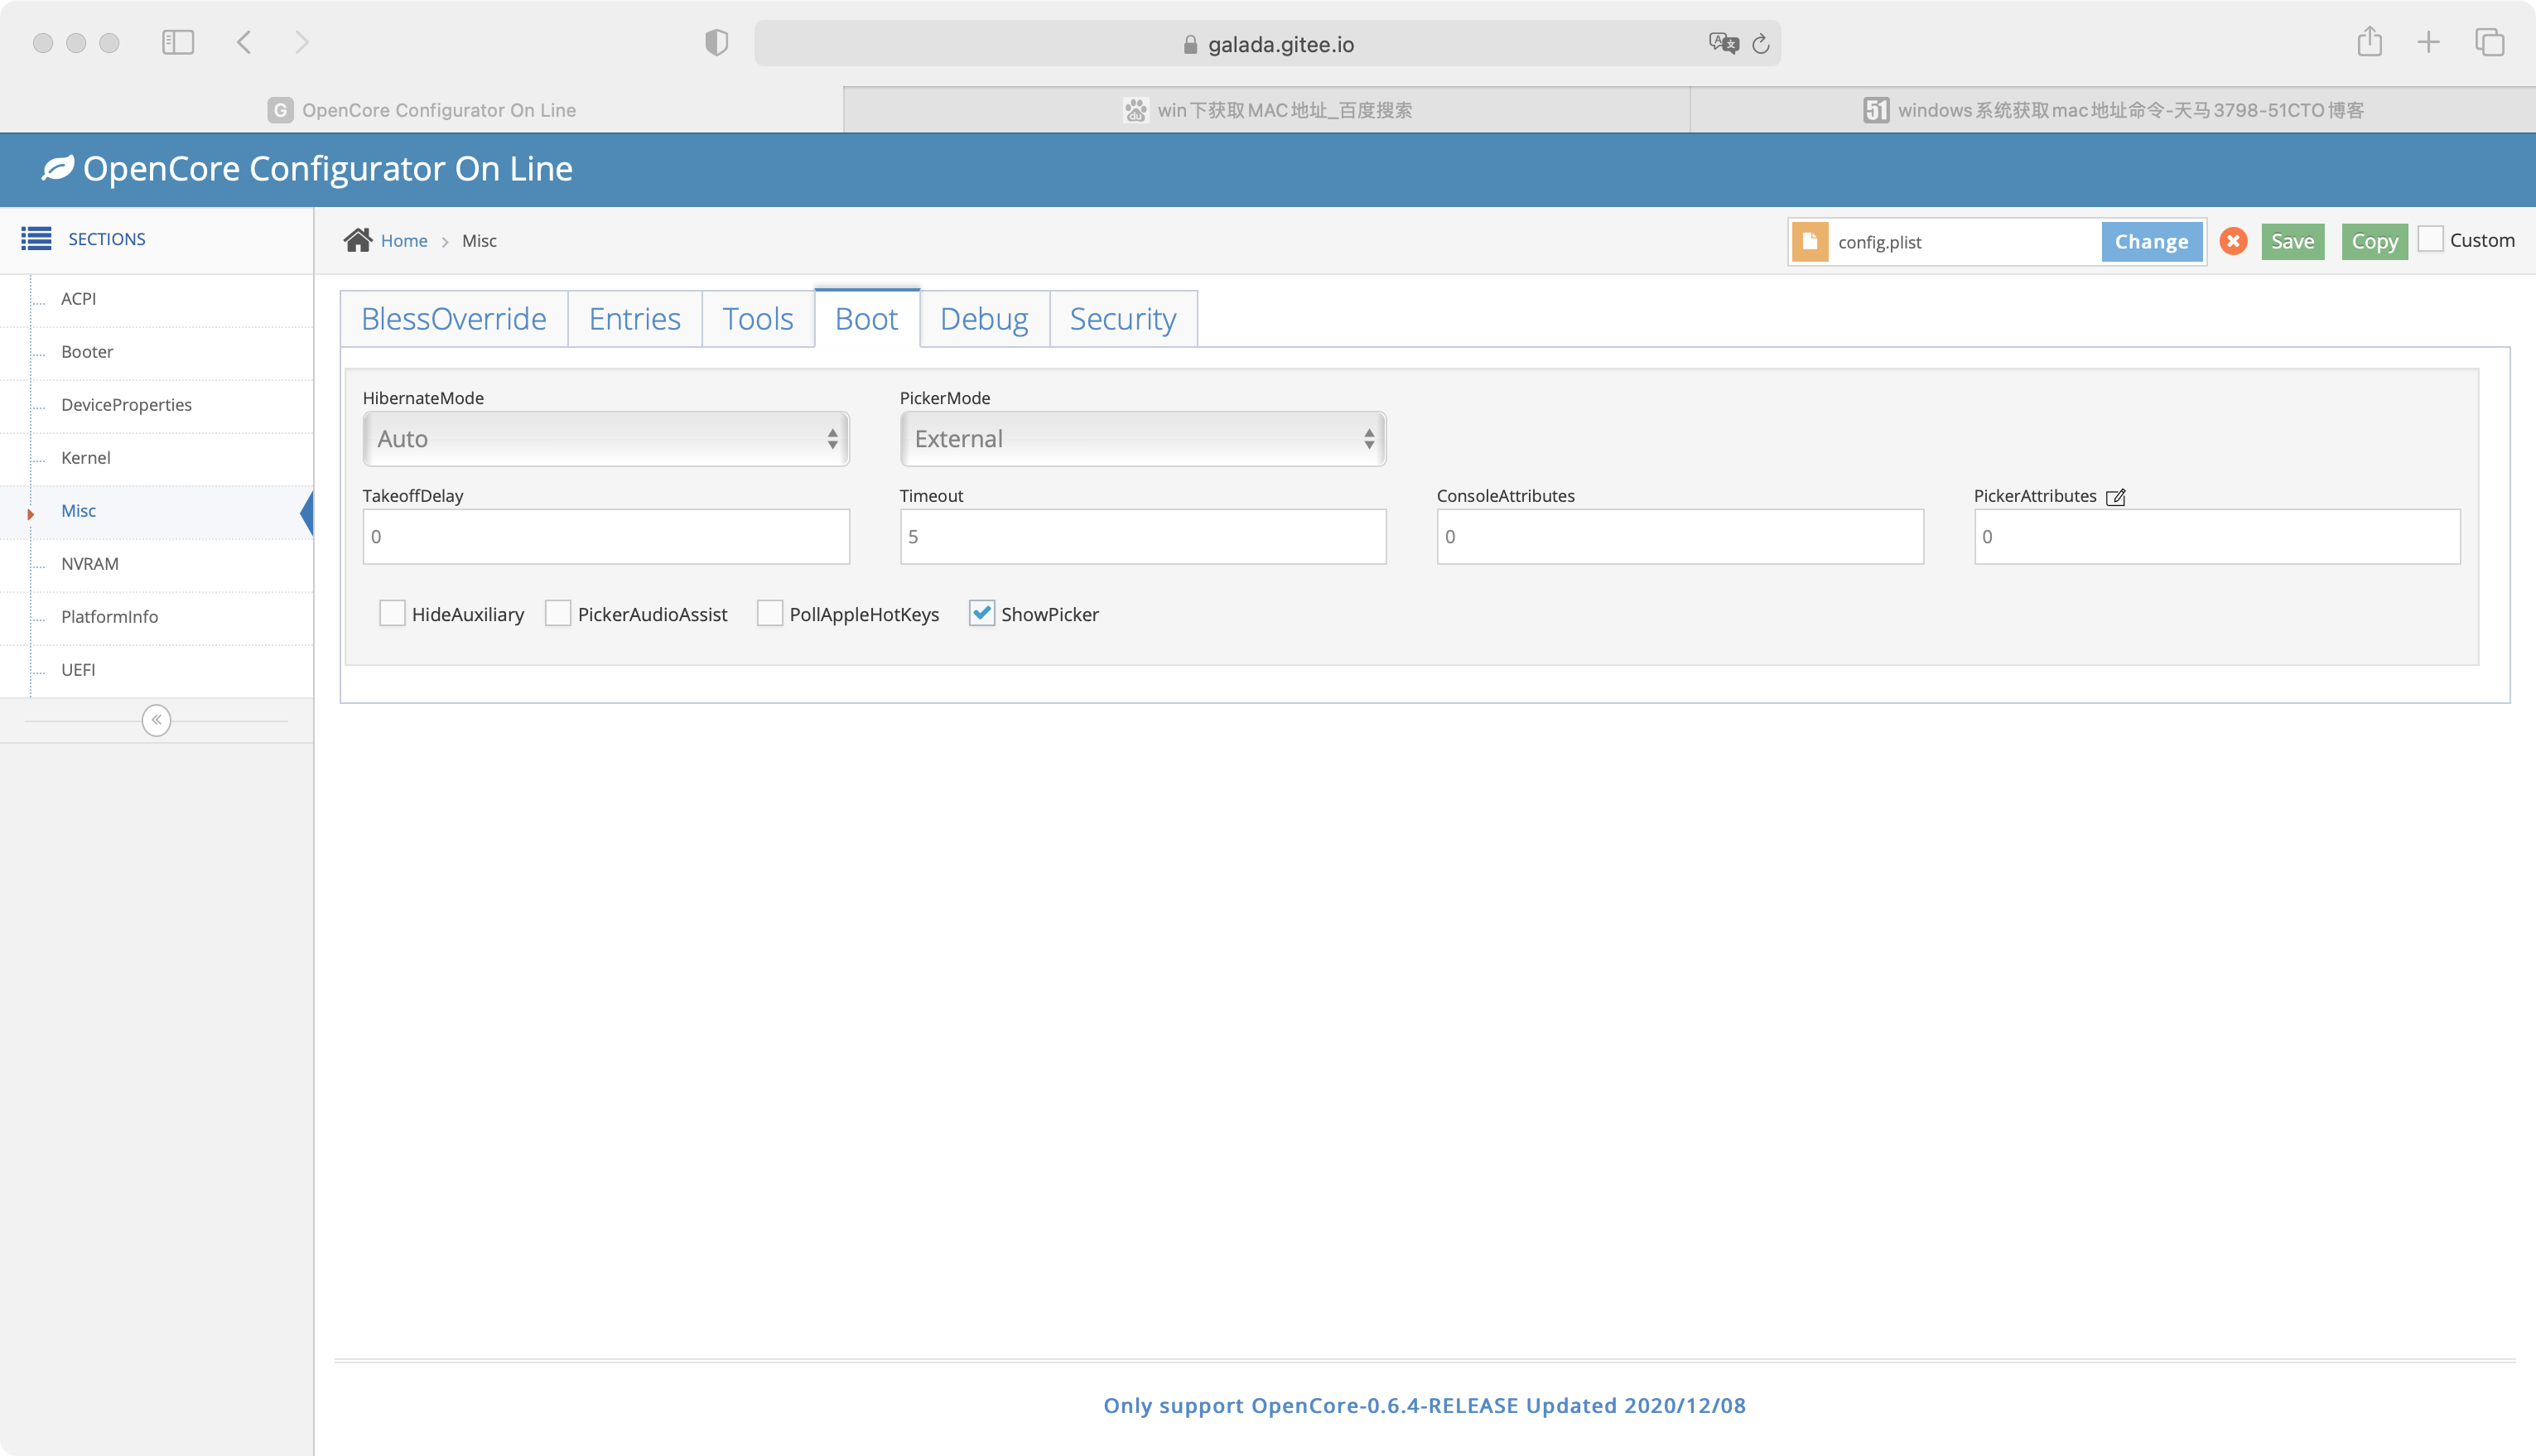 galada.gitee.io
G OpenCore Configurator On Line
du win下获取MAC地址_百度搜索
51 windows系统获取mac地址命令-天马3798-51CTO博客
OpenCore Configurator On Line
SECTIONS
Home > Misc
config.plist Change Save Copy Custom
ACPI
Booter
DeviceProperties
Kernel
Misc
NVRAM
PlatformInfo
UEFI
BlessOverride Entries Tools Boot Debug Security
HibernateMode PickerMode
Auto External
TakeoffDelay Timeout ConsoleAttributes PickerAttributes
0 5 0 0
HideAuxiliary PickerAudioAssist PollAppleHotKeys ShowPicker
Only support OpenCore-0.6.4-RELEASE Updated 2020/12/08